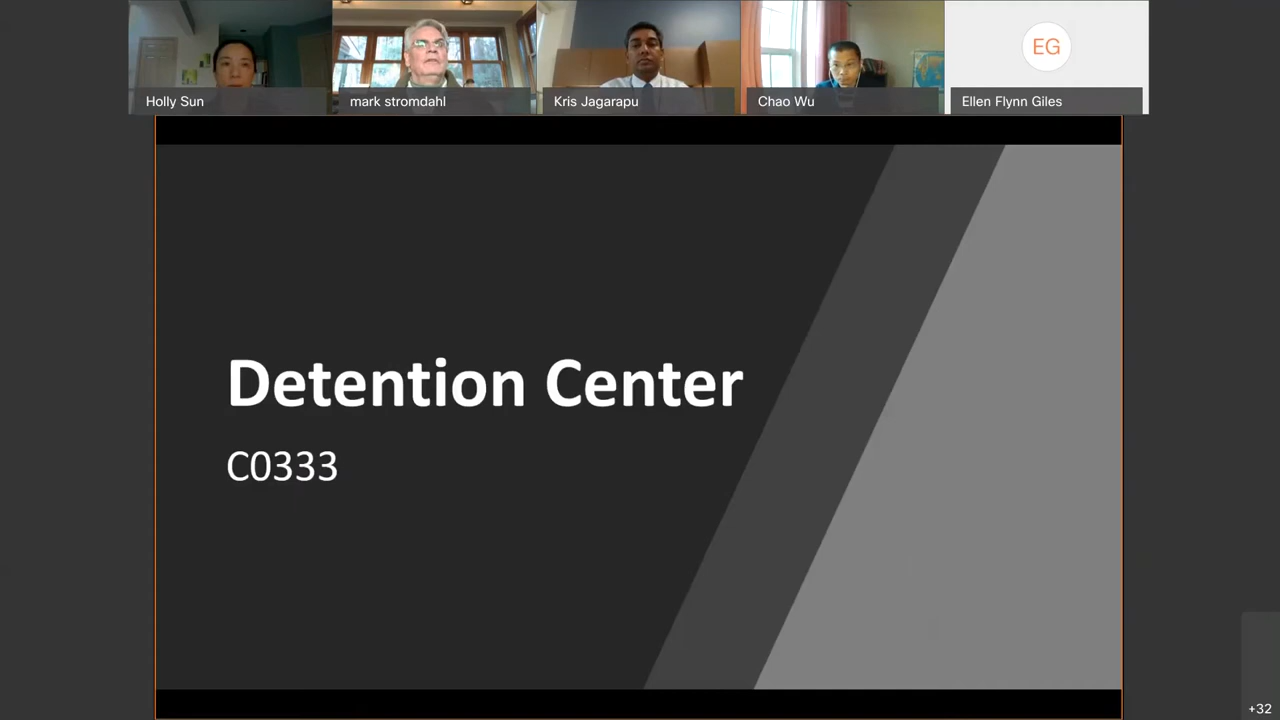 Holly Sun
mark stromdahl
Kris Jagarapu
Chao Wu
EG
Ellen Flynn Giles
Detention Center
C0333
+32